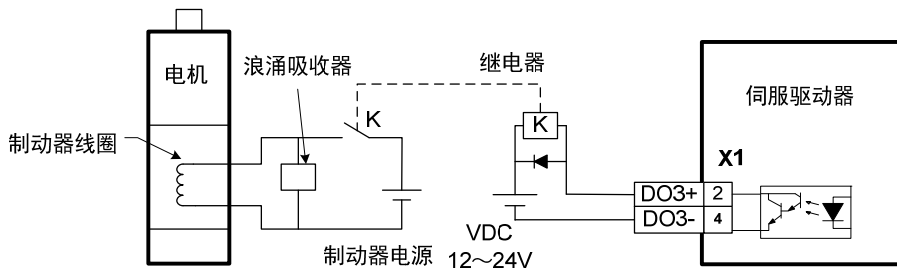 电机
浪涌吸收器
继电器
伺服驱动器
K
K
制动器线圈
X1
DO3+ 2
DO3- 4
VDC
12～24V
制动器电源